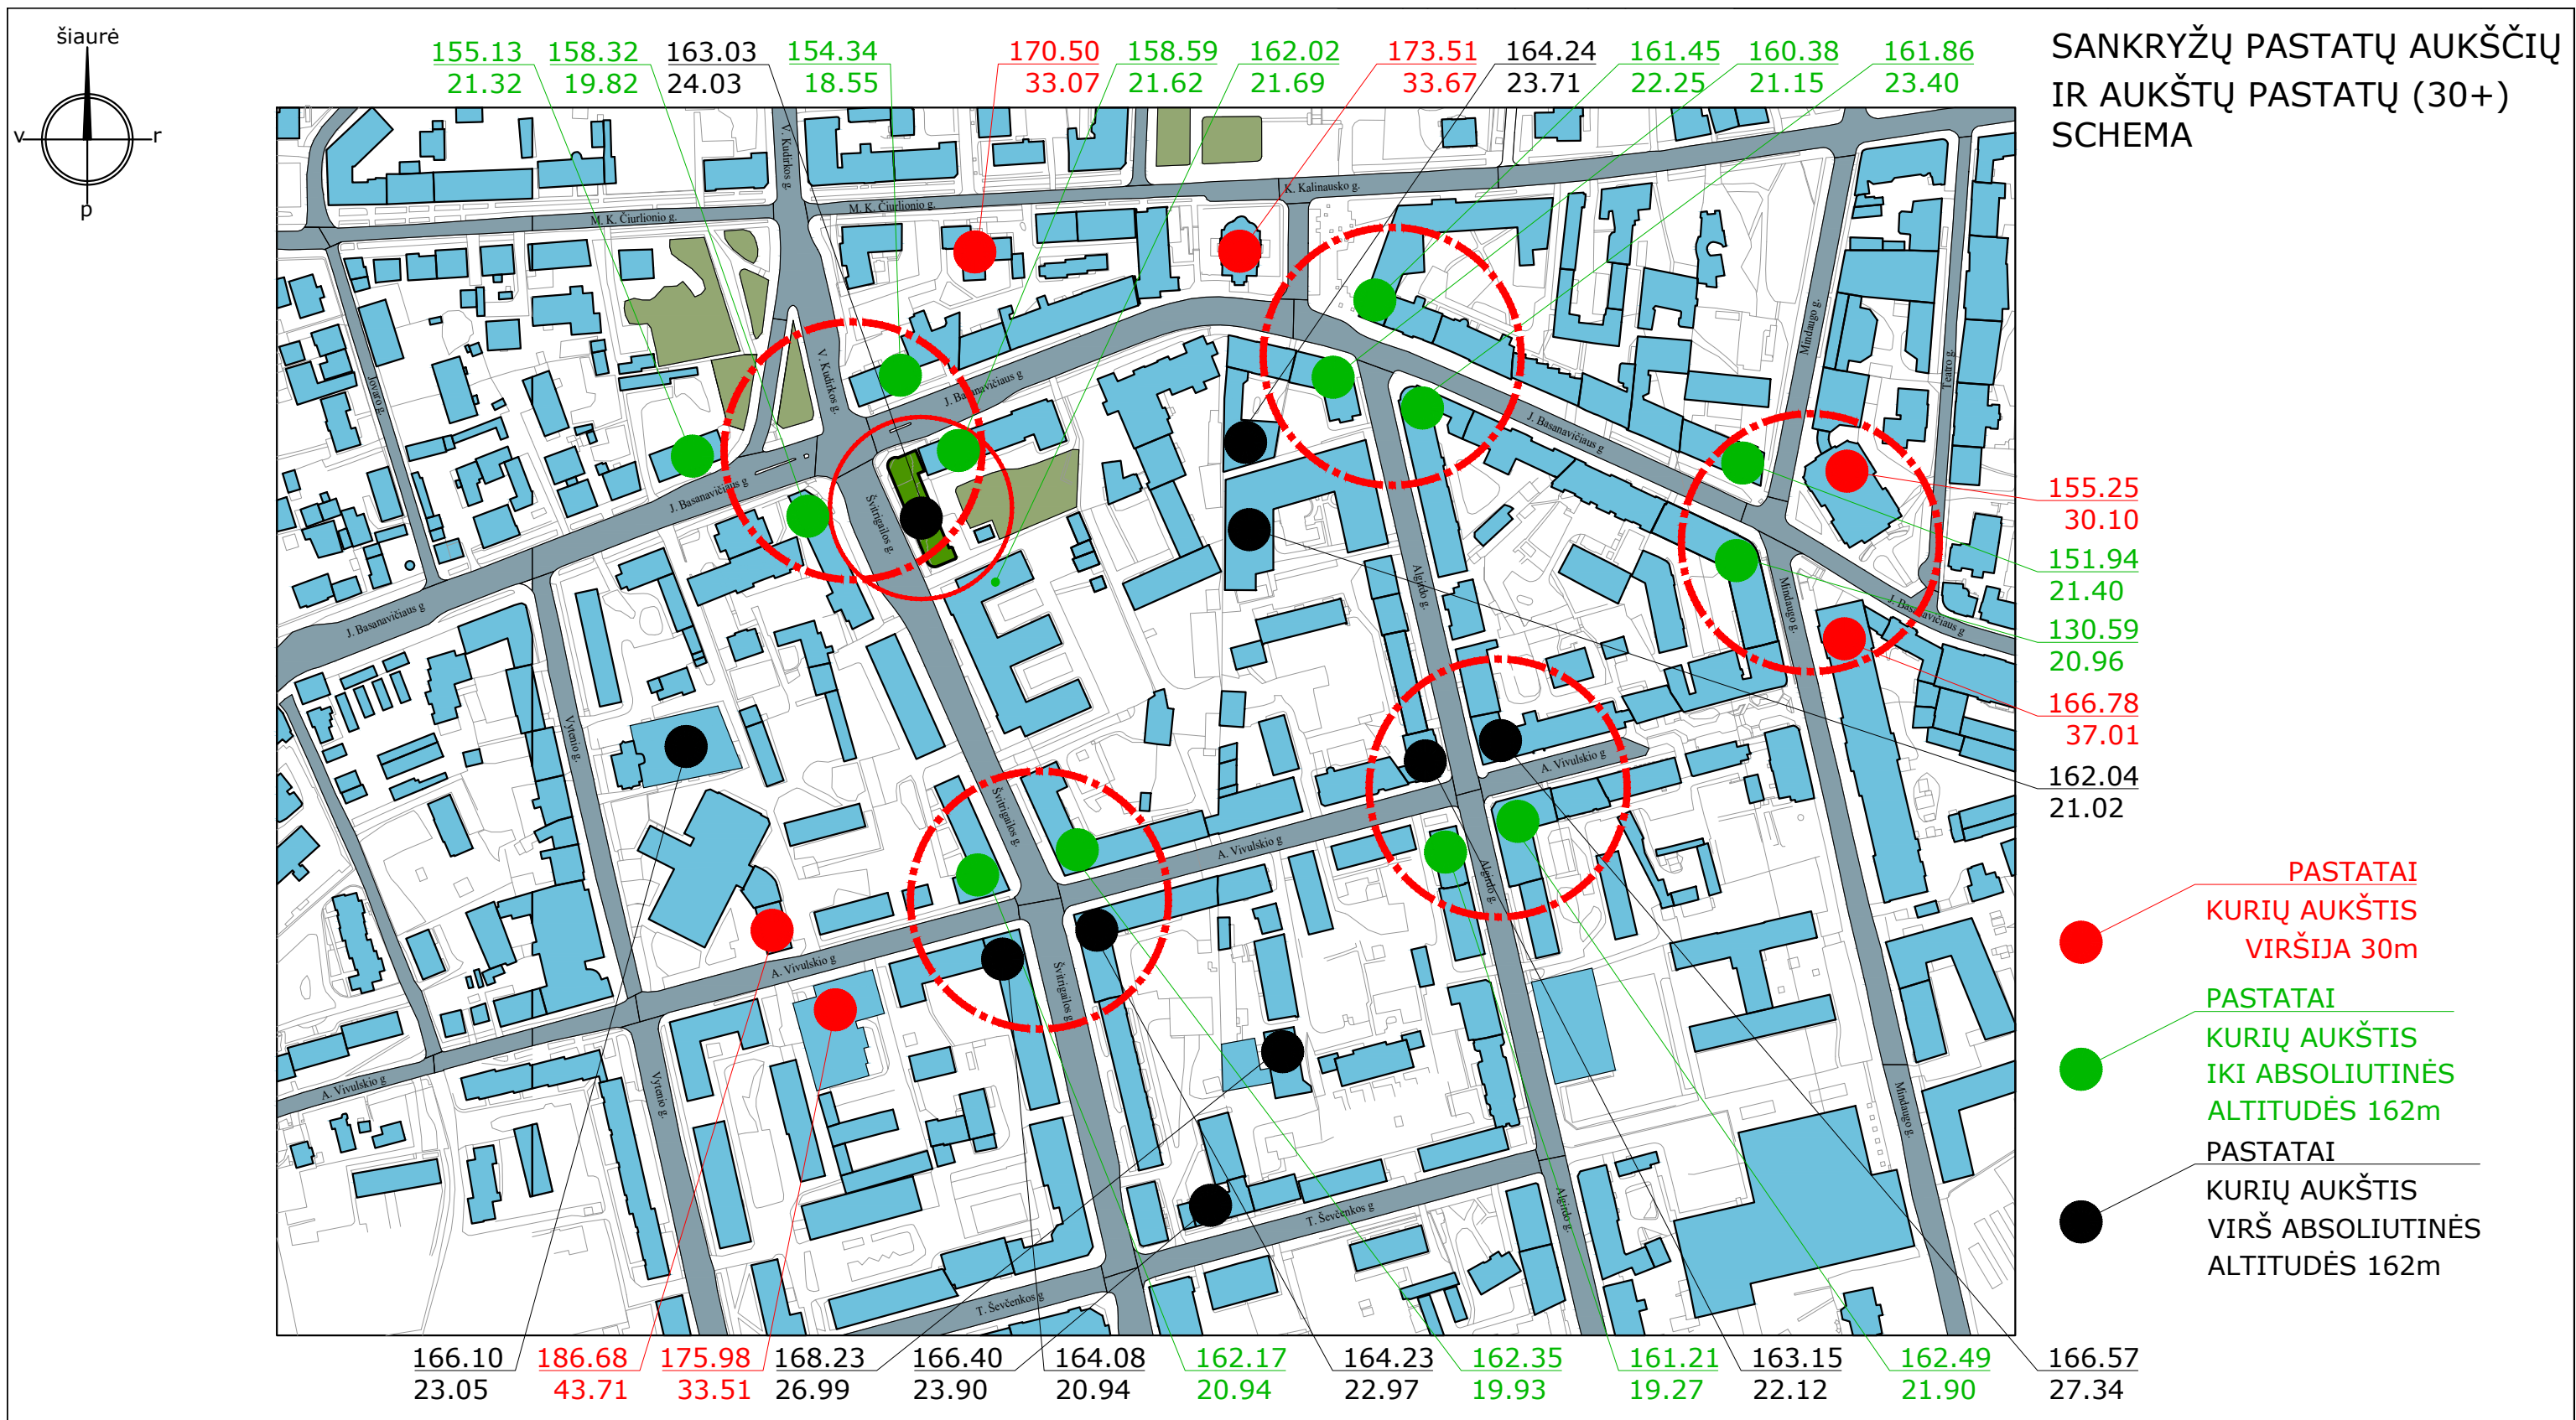 šiaurė
v
r
p
155.13
21.32
158.32
19.82
163.03
24.03
154.34
18.55
170.50
33.07
158.59
21.62
162.02
21.69
173.51
33.67
164.24
23.71
161.45
22.25
160.38
21.15
161.86
23.40
SANKRYŽŲ PASTATŲ AUKŠČIŲ
IR AUKŠTŲ PASTATŲ (30+)
SCHEMA
V. Kudirkos g.
K. Kalinausko g.
M. K. Čiurlionio g.
M. K. Čiurlionio g.
Mindaugo g.
Teatro g.
Jovaro g.
V. Kudirkos g.
J. Basanavičiaus g
J. Basanavičiaus g
J. Basanavičiaus g
Švitrigailos g.
J. Basanavičiaus g
Algirdo g.
Mindaugo g.
J. Basanavičiaus g
Vytenio g.
A. Vivulskio g
Švitrigailos g.
A. Vivulskio g
Algirdo g.
A. Vivulskio g
Švitrigailos g.
A. Vivulskio g
Vytenio g.
Mindaugo g.
Algirdo g.
T. Ševčenkos g
T. Ševčenkos g
155.25
30.10
151.94
21.40
130.59
20.96
166.78
37.01
162.04
21.02
PASTATAI
KURIŲ AUKŠTIS
VIRŠIJA 30m
PASTATAI
KURIŲ AUKŠTIS
IKI ABSOLIUTINĖS
ALTITUDĖS 162m
PASTATAI
KURIŲ AUKŠTIS
VIRŠ ABSOLIUTINĖS
ALTITUDĖS 162m
166.10
23.05
186.68
43.71
175.98
33.51
168.23
26.99
166.40
23.90
164.08
20.94
162.17
20.94
164.23
22.97
162.35
19.93
161.21
19.27
163.15
22.12
162.49
21.90
166.57
27.34